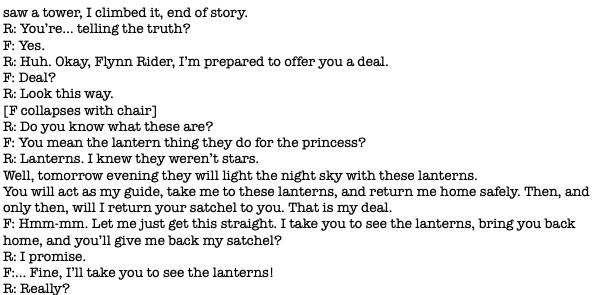 saw a tower, I climbed it, end of story.
R: You're... telling the truth?
F: Yes.
R: Huh. Okay, Flynn Rider, I'm prepared to offer you a deal.
F: Deal?
R: Look this way.
[F collapses with chair]
R: Do you know what these are?
F: You mean the lantern thing they do for the princess?
R: Lanterns. I knew they weren't stars.
Well, tomorrow evening they will light the night sky with these lanterns.
You will act as my guide, take me to these lanterns, and return me home safely. Then, and
only then, will I return your satchel to you. That is my deal.
F: Hmm-mm. Let me just get this straight. I take you to see the lanterns, bring you back
home, and you'll give me back my satchel?
R: I promise.
F:... Fine, I'll take you to see the lanterns!
R: Really?